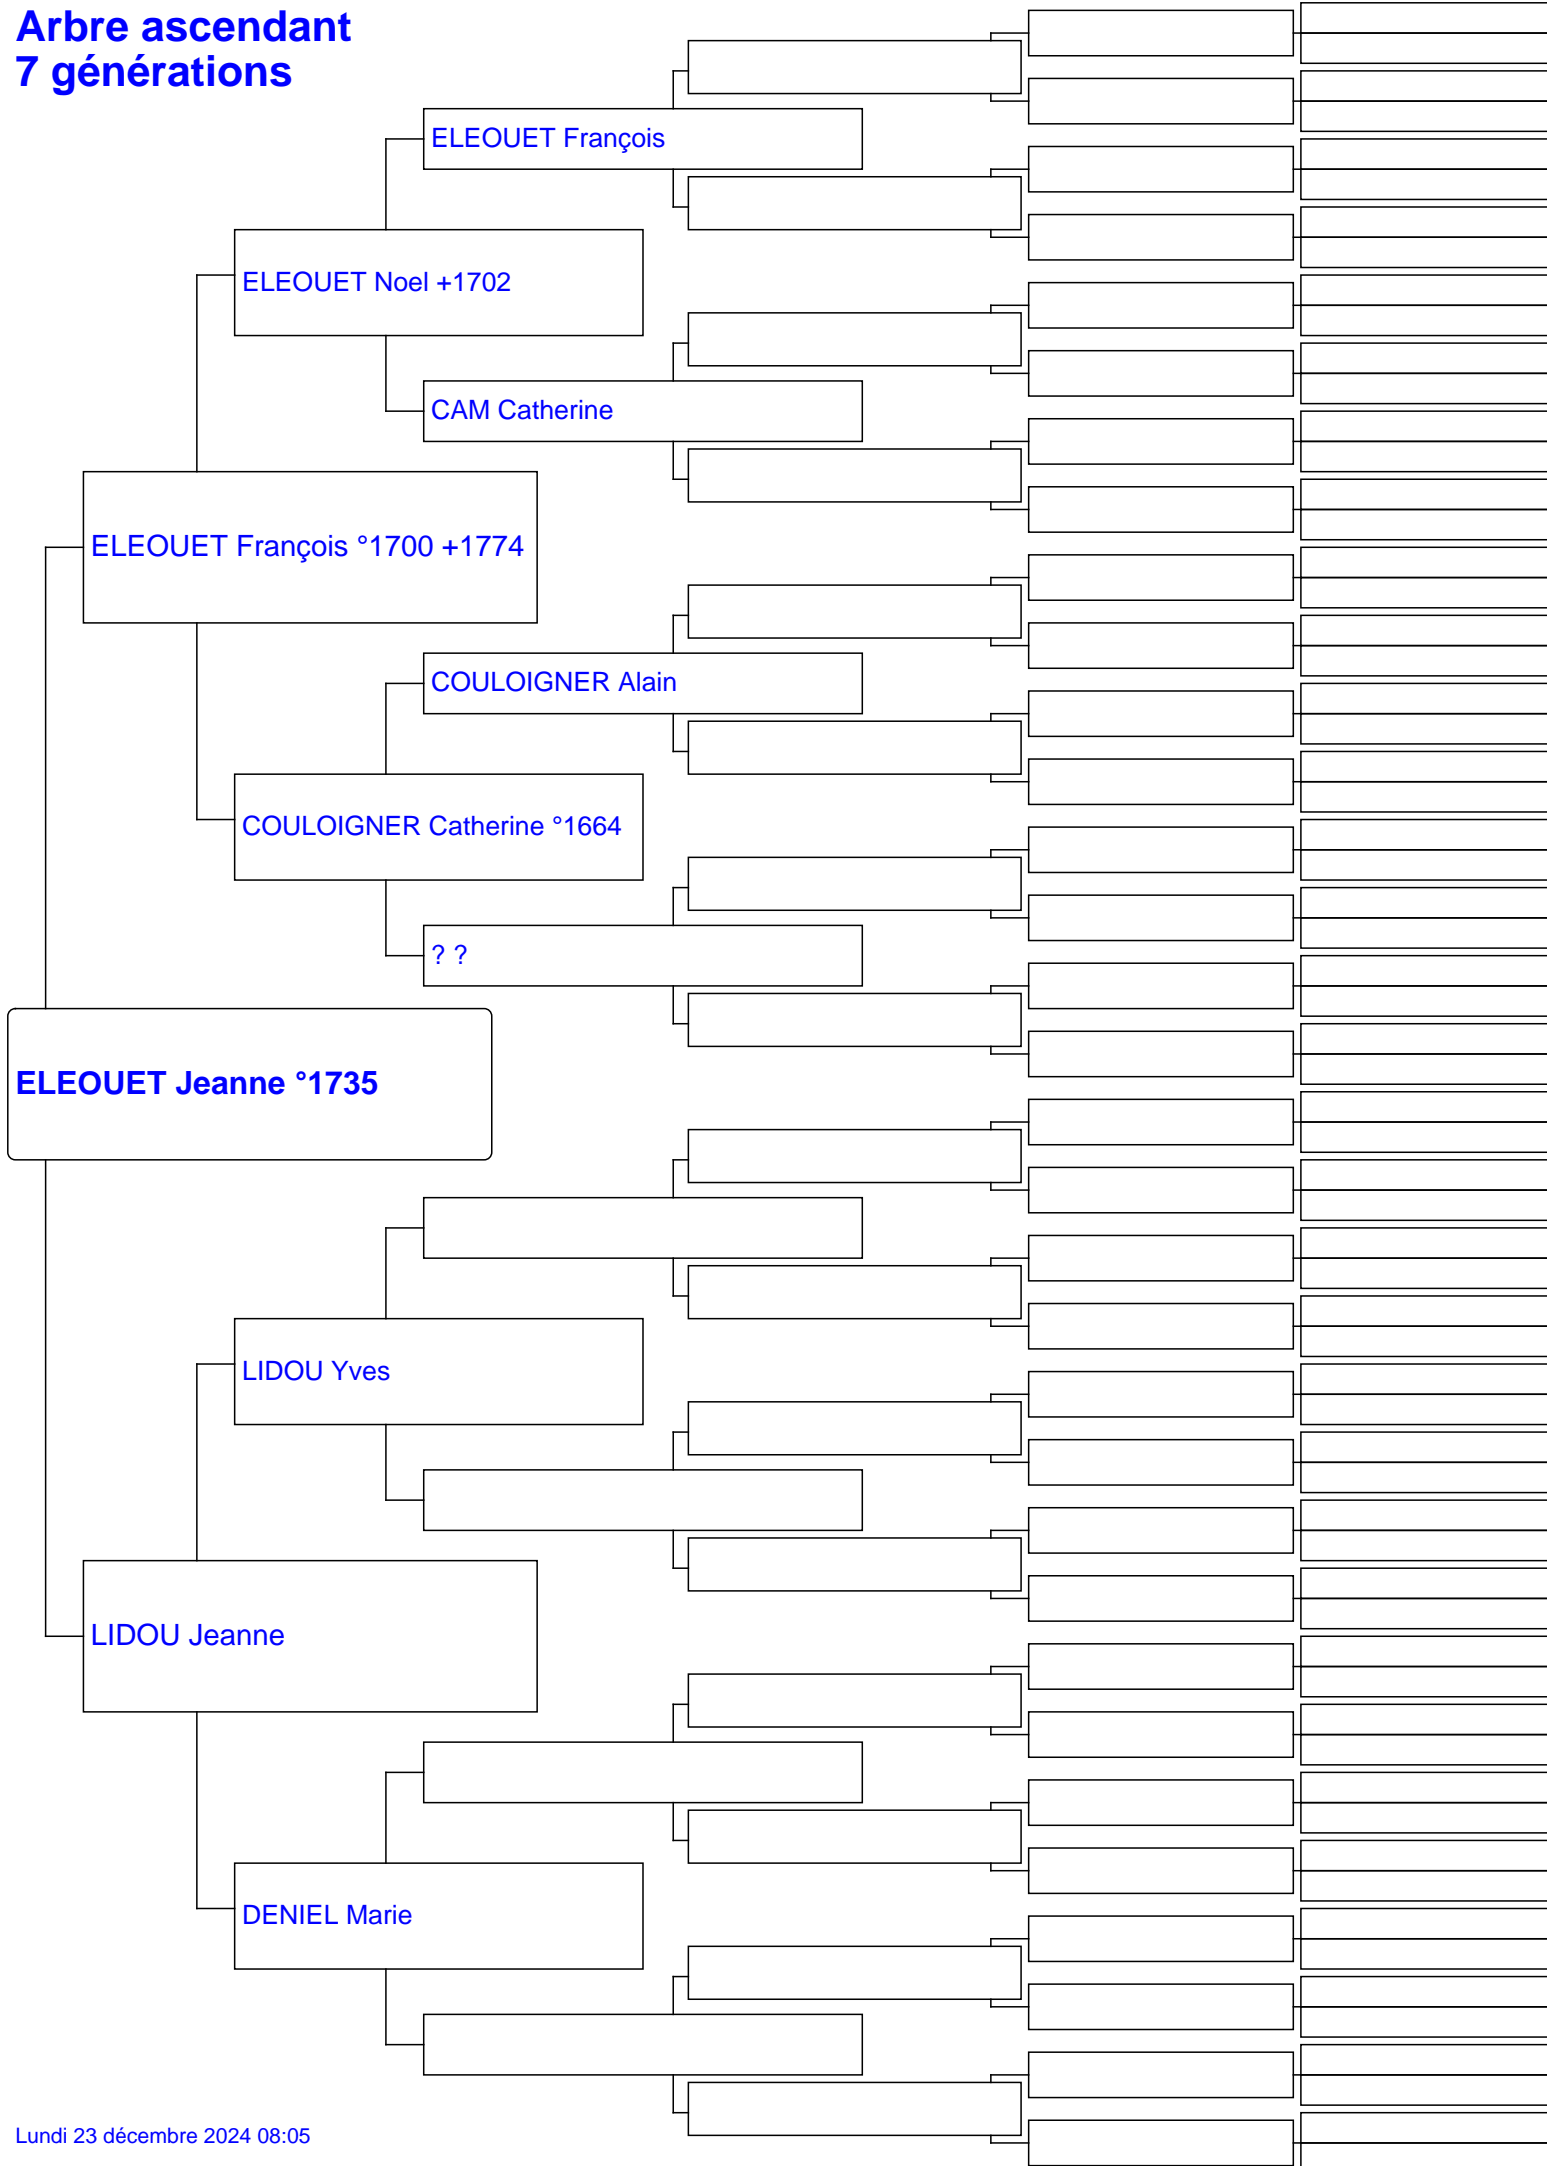 Arbre ascendant
7 générations
ELEOUET François
ELEOUET Noel +1702
CAM Catherine
ELEOUET François °1700 +1774
COULOIGNER Alain
COULOIGNER Catherine °1664
? ?
ELEOUET Jeanne °1735
LIDOU Yves
LIDOU Jeanne
DENIEL Marie
Lundi 23 décembre 2024 08:05